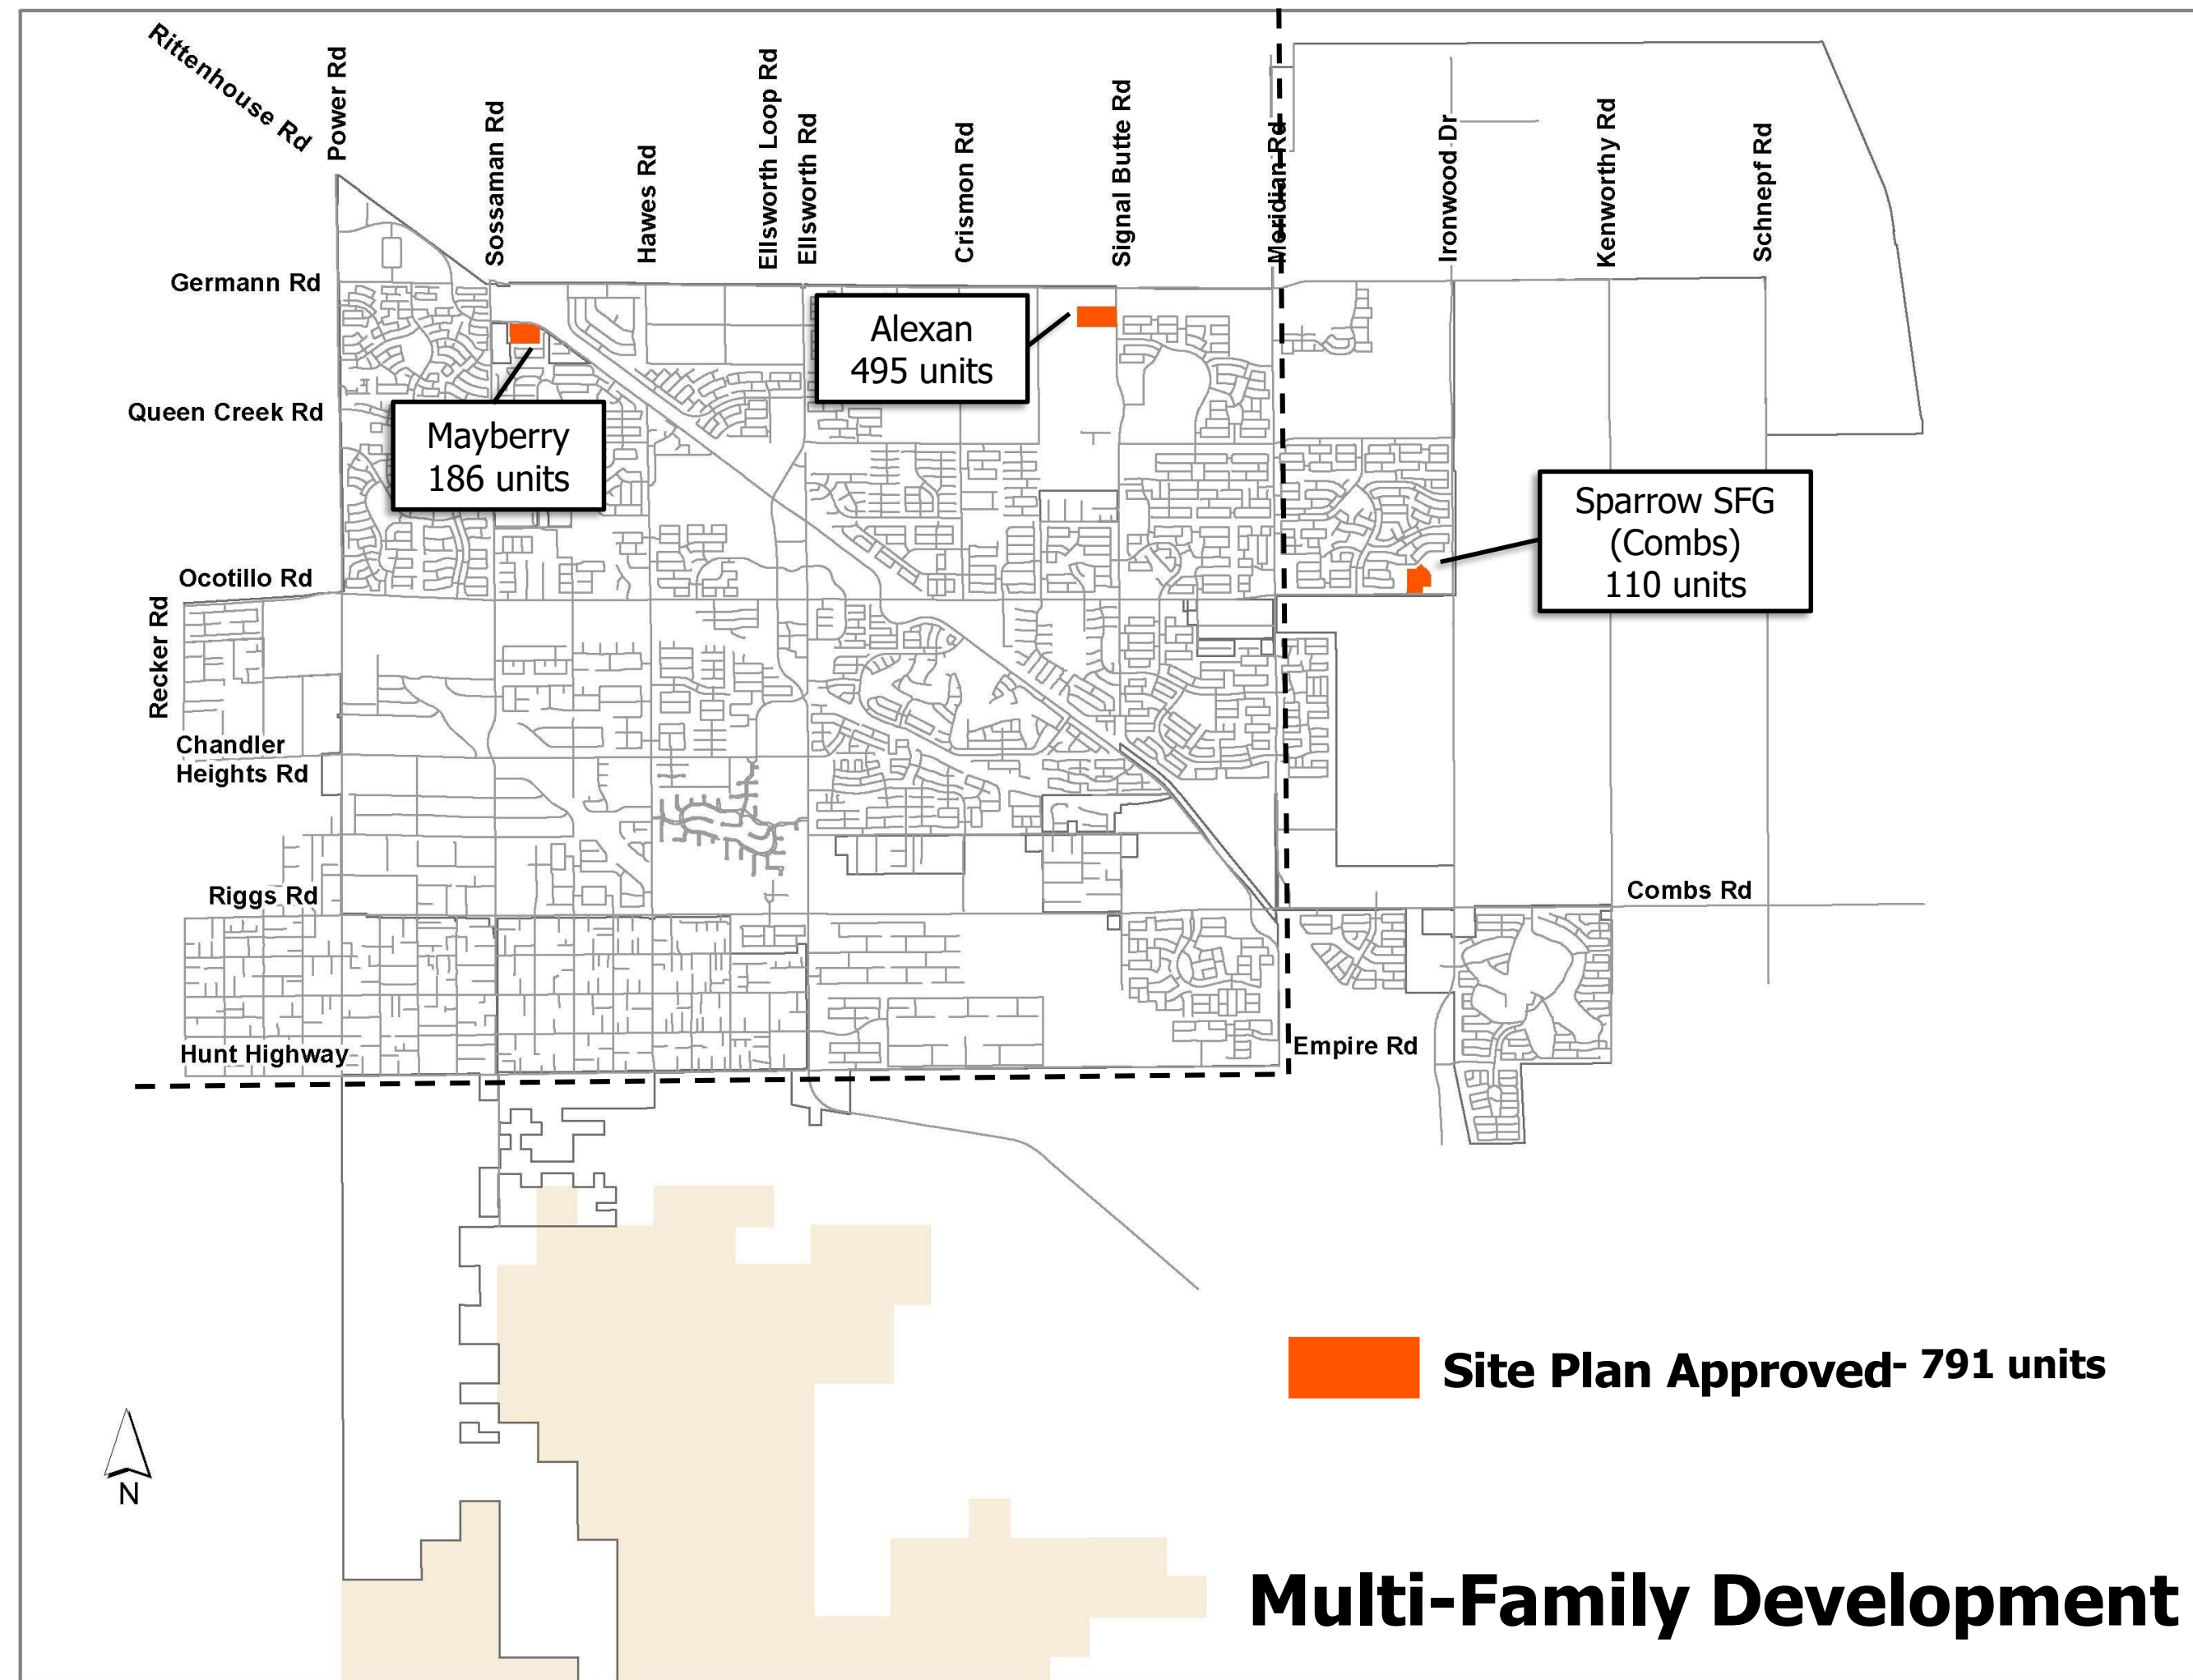 Rittenhouse Rd
Power Rd
Sossaman Rd
Hawes Rd
Ellsworth Loop Rd
Ellsworth Rd
Crismon Rd
Signal Butte Rd
Meridian Rd
Ironwood Dr
Kenworthy Rd
Schnepf Rd
Germann Rd
Alexan
495 units
Queen Creek Rd
Mayberry
186 units
Sparrow SFG
(Combs)
110 units
Ocotillo Rd
Recker Rd
Chandler
Heights Rd
Riggs Rd
Combs Rd
Hunt Highway
Empire Rd
Site Plan Approved- 791 units
N
Multi-Family Development